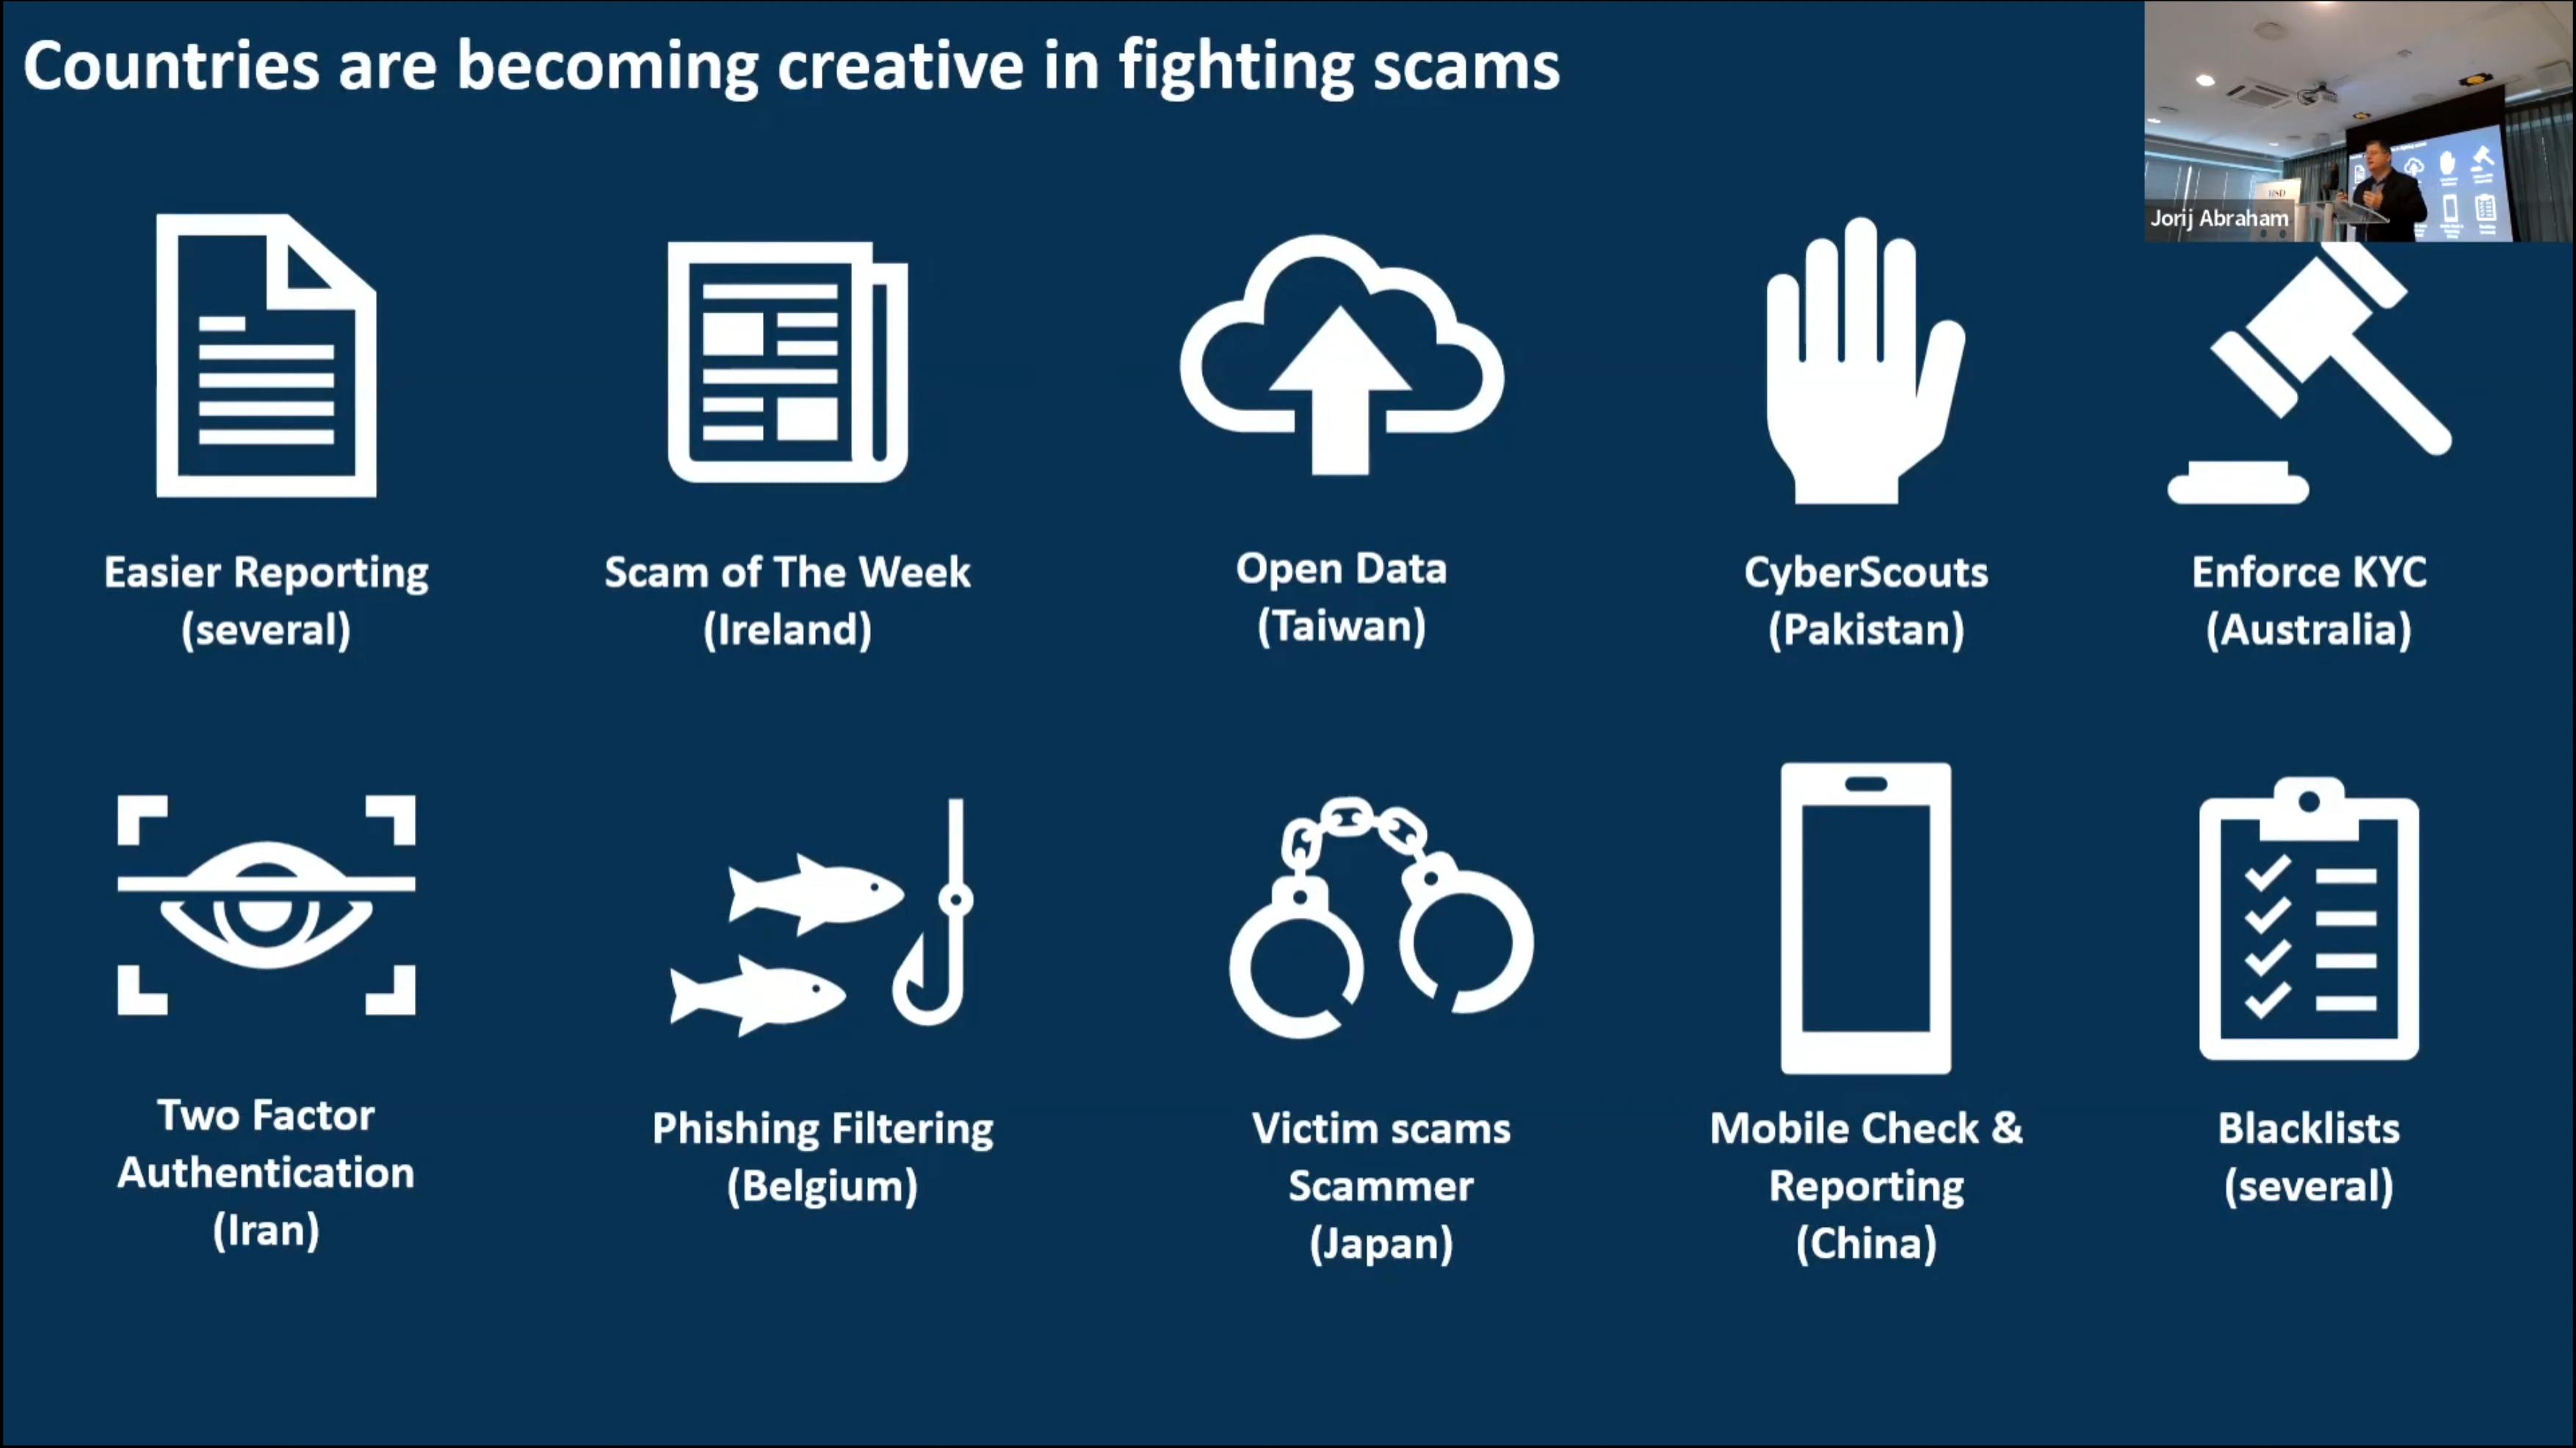 Countries are becoming creative in fighting scams
Jorij Abraham
Easier Reporting
(several)
Scam of The Week
(Ireland)
Open Data
(Taiwan)
CyberScouts
(Pakistan)
Enforce KYC
(Australia)
Two Factor
Authentication
(Iran)
Phishing Filtering
(Belgium)
Victim scams
Scammer
(Japan)
Mobile Check &
Reporting
(China)
Blacklists
(several)